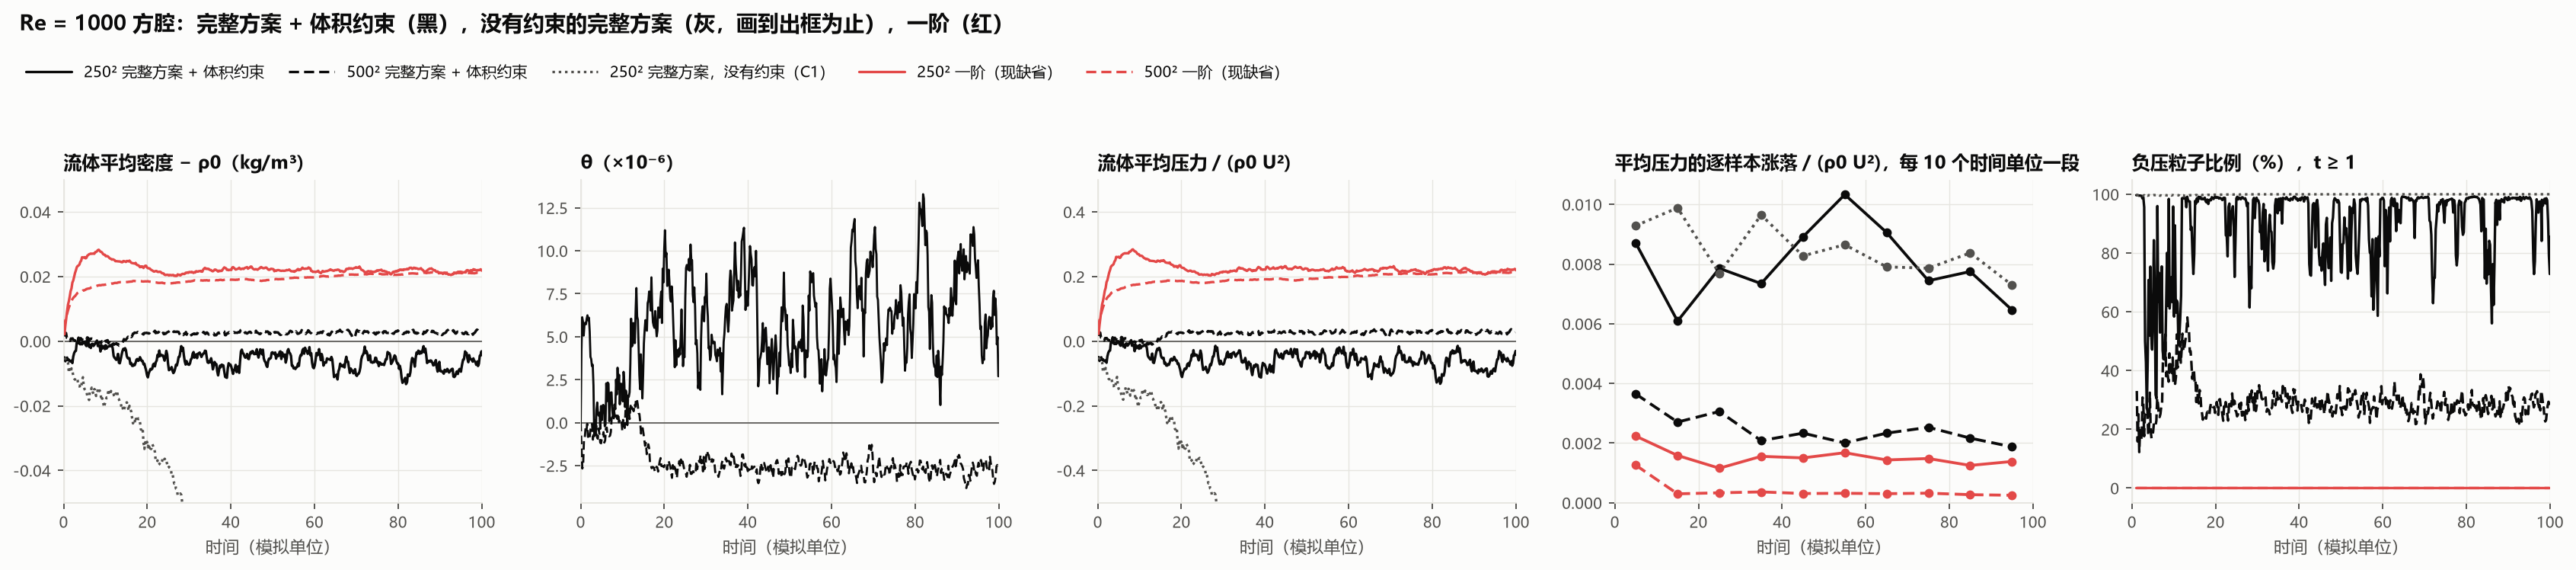 Re = 1000 方腔：完整方案 + 体积约束（黑），没有约束的完整方案（灰，画到出框为止），一阶（红）
250² 完整方案 + 体积约束 500² 完整方案 + 体积约束 250² 完整方案，没有约束（C1） 250² 一阶（现缺省） 500² 一阶（现缺省）
流体平均密度 − ρ0（kg/m³）
0.04
0.02
0.00
-0.02
-0.04
0 20 40 60 80 100
时间（模拟单位）
θ（×10⁻⁶）
12.5
10.0
7.5
5.0
2.5
0.0
-2.5
0 20 40 60 80 100
时间（模拟单位）
流体平均压力 / (ρ0 U²)
0.4
0.2
0.0
-0.2
-0.4
0 20 40 60 80 100
时间（模拟单位）
平均压力的逐样本涨落 / (ρ0 U²)，每 10 个时间单位一段
0.010
0.008
0.006
0.004
0.002
0.000
0 20 40 60 80 100
时间（模拟单位）
负压粒子比例（%），t ≥ 1
100
80
60
40
20
0
0 20 40 60 80 100
时间（模拟单位）